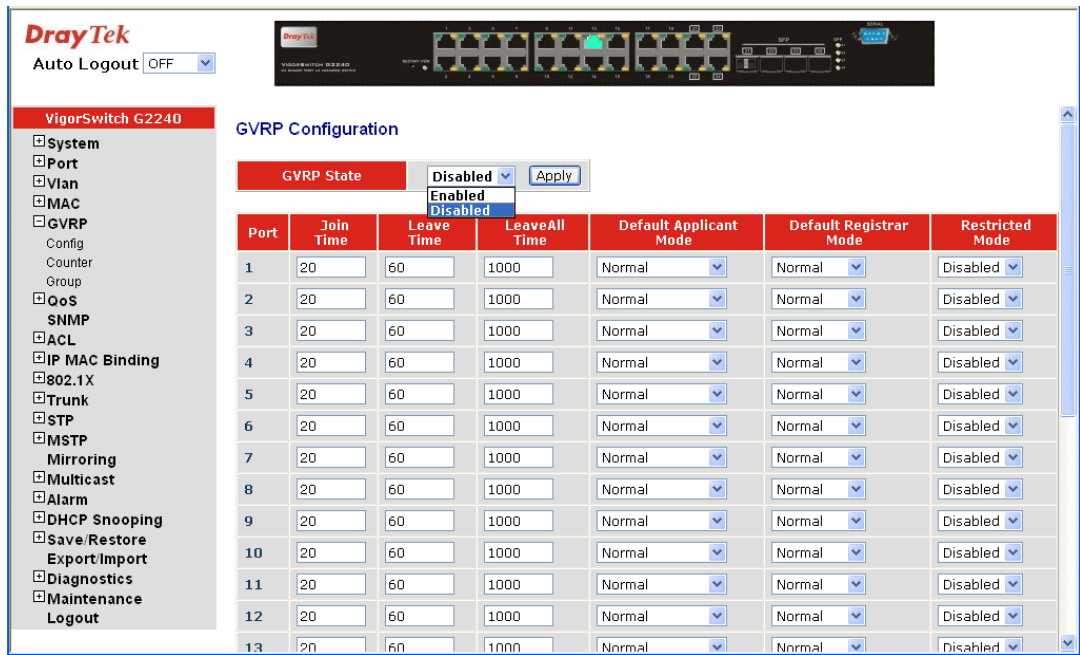 DrayTek
Auto Logout OFF
DrayTek
SERIAL
SFP
VigorSwitch G2240
System
Port
Vlan
MAC
GVRP
Config
Counter
Group
QoS
SNMP
ACL
IP MAC Binding
802.1X
Trunk
STP
MSTP
Mirroring
Multicast
Alarm
DHCP Snooping
Save/Restore
Export/Import
Diagnostics
Maintenance
Logout
GVRP Configuration
GVRP State Disabled Apply
Enabled
Disabled
Port Join Time Leave Time LeaveAll Time Default Applicant Mode Default Registrar Mode Restricted Mode
1 20 60 1000 Normal Normal Disabled
2 20 60 1000 Normal Normal Disabled
3 20 60 1000 Normal Normal Disabled
4 20 60 1000 Normal Normal Disabled
5 20 60 1000 Normal Normal Disabled
6 20 60 1000 Normal Normal Disabled
7 20 60 1000 Normal Normal Disabled
8 20 60 1000 Normal Normal Disabled
9 20 60 1000 Normal Normal Disabled
10 20 60 1000 Normal Normal Disabled
11 20 60 1000 Normal Normal Disabled
12 20 60 1000 Normal Normal Disabled
13 20 60 1000 Normal Normal Disabled